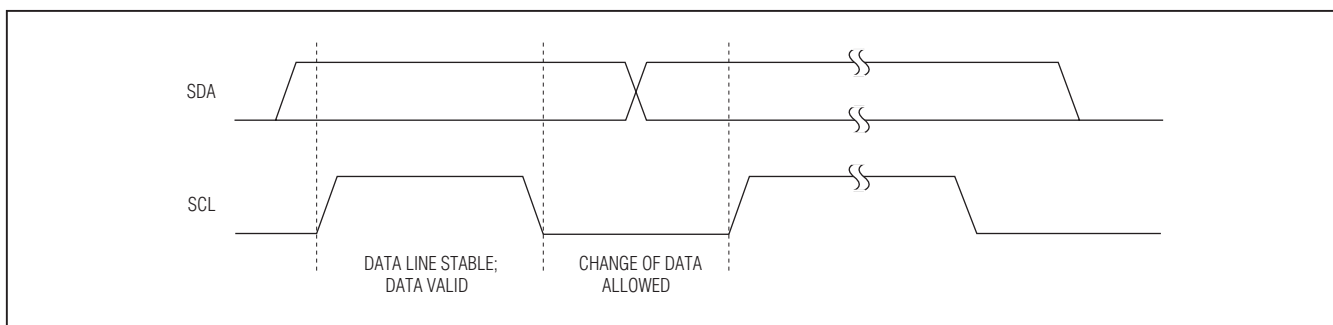 SDA
SCL
DATA LINE STABLE;
DATA VALID
CHANGE OF DATA
ALLOWED